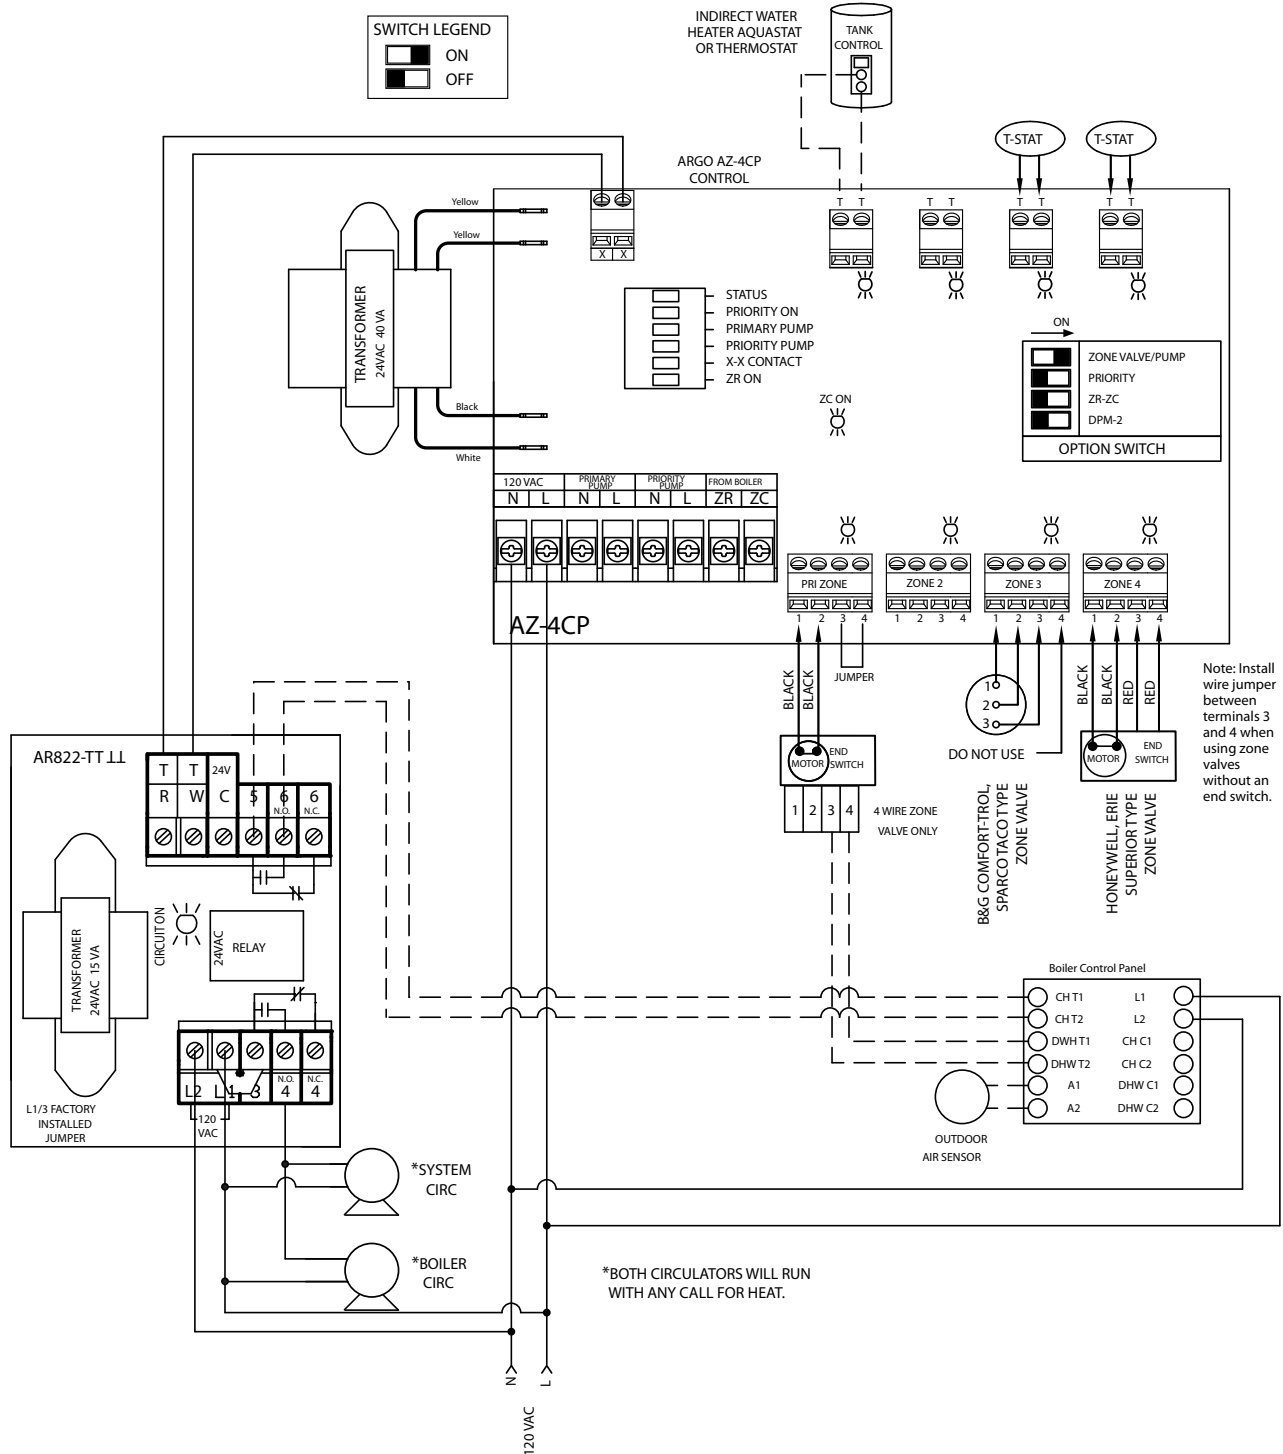 SWITCH LEGEND
ON
OFF
INDIRECT WATER
HEATER AQUASTAT
OR THERMOSTAT
TANK
CONTROL
T-STAT
T-STAT
ARGO AZ-4CP
CONTROL
T T
T T
T T
T T
Yellow
Yellow
X X
TRANSFORMER
24VAC 40 VA
Black
White
STATUS
PRIORITY ON
PRIMARY PUMP
PRIORITY PUMP
X-X CONTACT
ZR ON
ZC ON
ON
ZONE VALVE/PUMP
PRIORITY
ZR-ZC
DPM-2
OPTION SWITCH
120 VAC
PRIMARY
PUMP
PRIORITY
PUMP
FROM BOILER
N L N L N L ZR ZC
AZ-4CP
PRI ZONE
1 2 3 4
ZONE 2
1 2 3 4
ZONE 3
1 2 3 4
ZONE 4
1 2 3 4
JUMPER
BLACK
BLACK
MOTOR
END
SWITCH
1 2 3 4
4 WIRE ZONE
VALVE ONLY
1
2
3
DO NOT USE
B&G COMFORT-TROL,
SPARCO TACO TYPE
ZONE VALVE
BLACK
BLACK
RED
RED
MOTOR
END
SWITCH
HONEYWELL, ERIE
SUPERIOR TYPE
ZONE VALVE
Note: Install
wire jumper
between
terminals 3
and 4 when
using zone
valves
without an
end switch.
AR822-TT
T T 24V
R W C 5 6 6
N.O. N.C.
TRANSFORMER
24VAC 15 VA
CIRCUIT ON
24VAC
RELAY
L2 L1 3 4 4
N.O. N.C.
120
VAC
L1/3 FACTORY
INSTALLED
JUMPER
*SYSTEM
CIRC
*BOILER
CIRC
*BOTH CIRCULATORS WILL RUN
WITH ANY CALL FOR HEAT.
Boiler Control Panel
CH T1 L1
CH T2 L2
DWH T1 CH C1
DHW T2 CH C2
A1 DHW C1
A2 DHW C2
OUTDOOR
AIR SENSOR
N
L
120 VAC